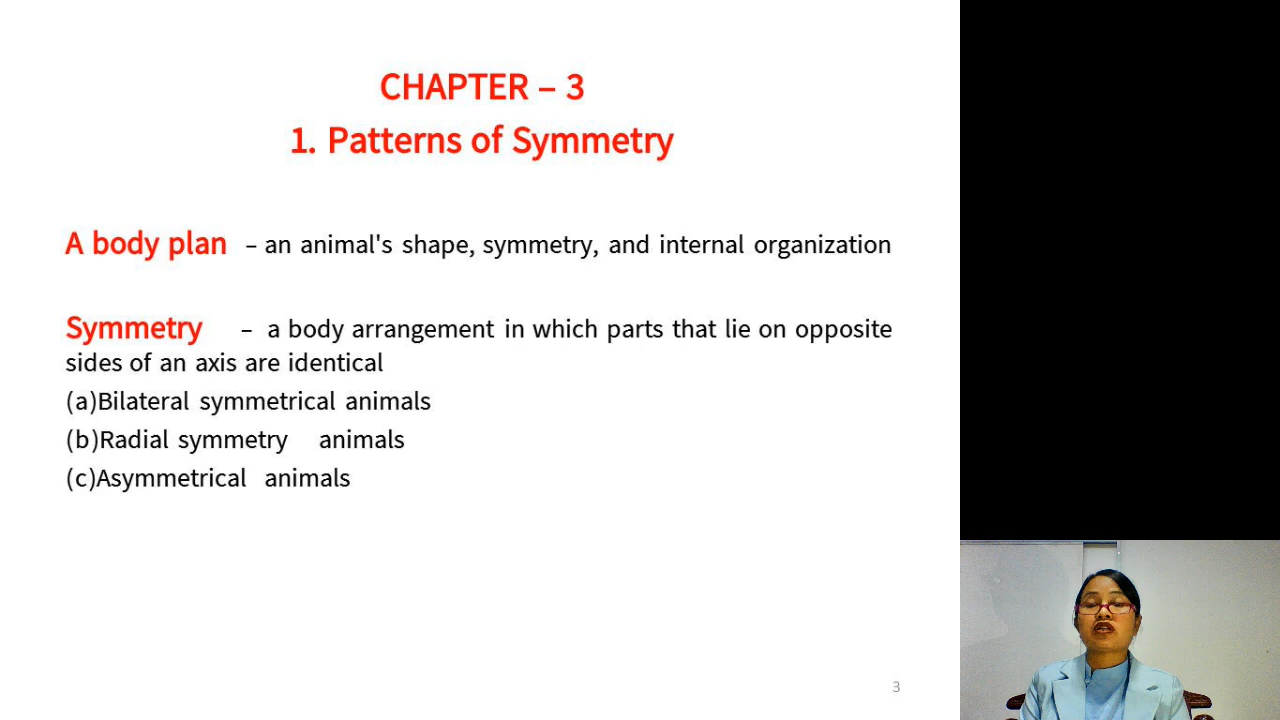 CHAPTER – 3
1. Patterns of Symmetry
A body plan – an animal's shape, symmetry, and internal organization
Symmetry – a body arrangement in which parts that lie on opposite
sides of an axis are identical
(a)Bilateral symmetrical animals
(b)Radial symmetry animals
(c)Asymmetrical animals
3